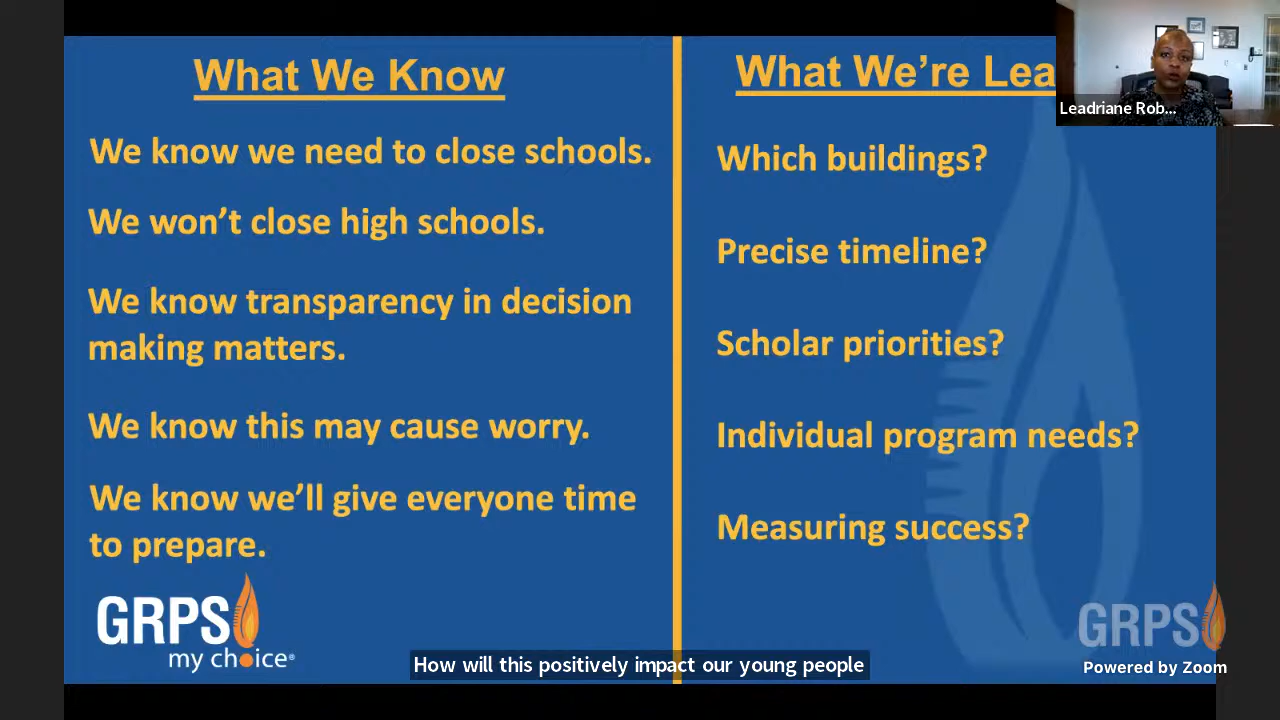 What We Know
We know we need to close schools.
We won't close high schools.
We know transparency in decision
making matters.
We know this may cause worry.
We know we'll give everyone time
to prepare.
GRPS
my choice®
What We're Lea
Which buildings?
Precise timeline?
Scholar priorities?
Individual program needs?
Measuring success?
Leadriane Rob...
GRPS
Powered by Zoom
How will this positively impact our young people